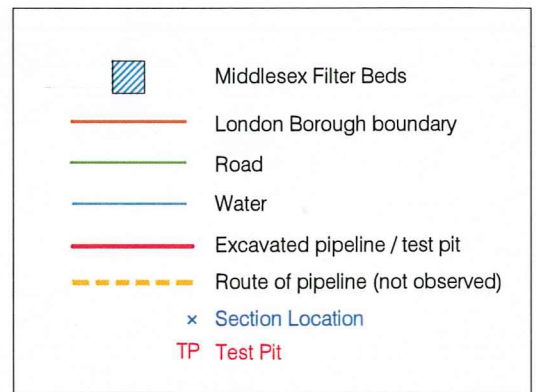 Middlesex Filter Beds
London Borough boundary
Road
Water
Excavated pipeline / test pit
Route of pipeline (not observed)
× Section Location
TP Test Pit